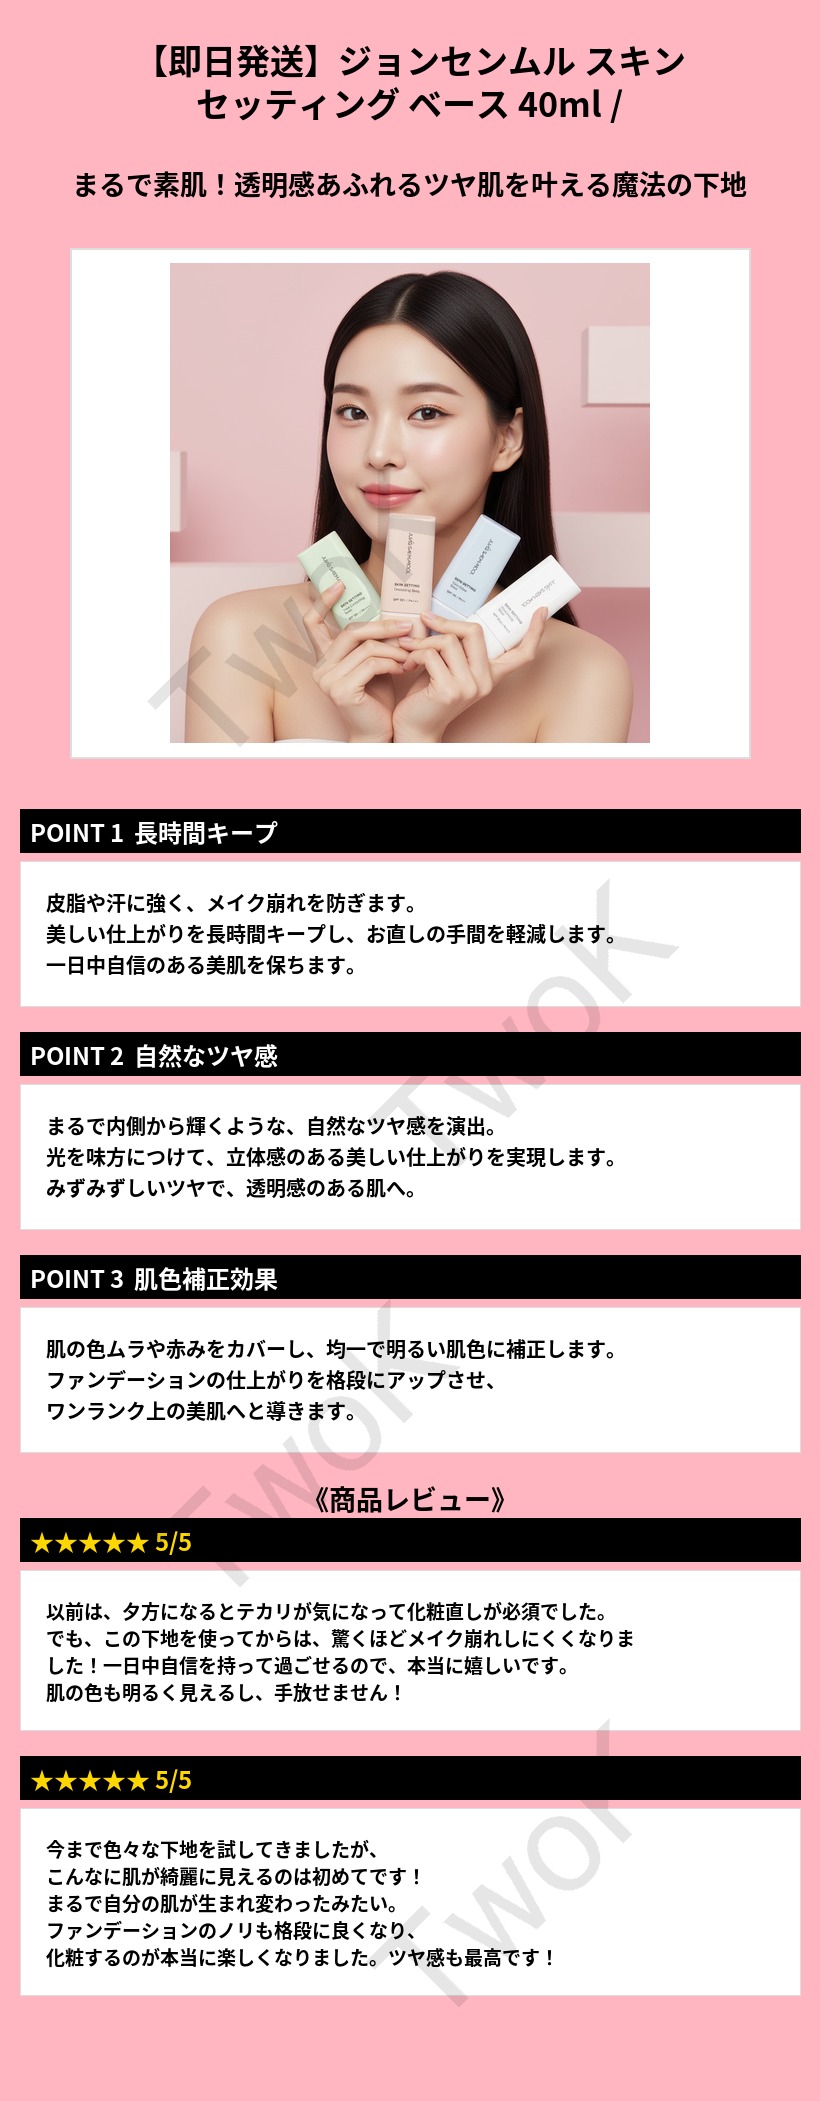 【即日発送】ジョンセンムル スキン
セッティング ベース 40ml /
まるで素肌！透明感あふれるツヤ肌を叶える魔法の下地
SKIN SETTING
SKIN SETTING
SKIN SETTING
TwoK
POINT 1 長時間キープ
皮脂や汗に強く、メイク崩れを防ぎます。
美しい仕上がりを長時間キープし、お直しの手間を軽減します。
一日中自信のある美肌を保ちます。
TwoK
POINT 2 自然なツヤ感
まるで内側から輝くような、自然なツヤ感を演出。
光を味方につけて、立体感のある美しい仕上がりを実現します。
みずみずしいツヤで、透明感のある肌へ。
POINT 3 肌色補正効果
肌の色ムラや赤みをカバーし、均一で明るい肌色に補正します。
ファンデーションの仕上がりを格段にアップさせ、
ワンランク上の美肌へと導きます。
TwoK
《商品レビュー》
★★★★★ 5/5
以前は、夕方になるとテカリが気になって化粧直しが必須でした。
でも、この下地を使ってからは、驚くほどメイク崩れしにくくなりま
した！一日中自信を持って過ごせるので、本当に嬉しいです。
肌の色も明るく見えるし、手放せません！
★★★★★ 5/5
今まで色々な下地を試してきましたが、
こんなに肌が綺麗に見えるのは初めてです！
まるで自分の肌が生まれ変わったみたい。
ファンデーションのノリも格段に良くなり、
化粧するのが本当に楽しくなりました。ツヤ感も最高です！
TwoK